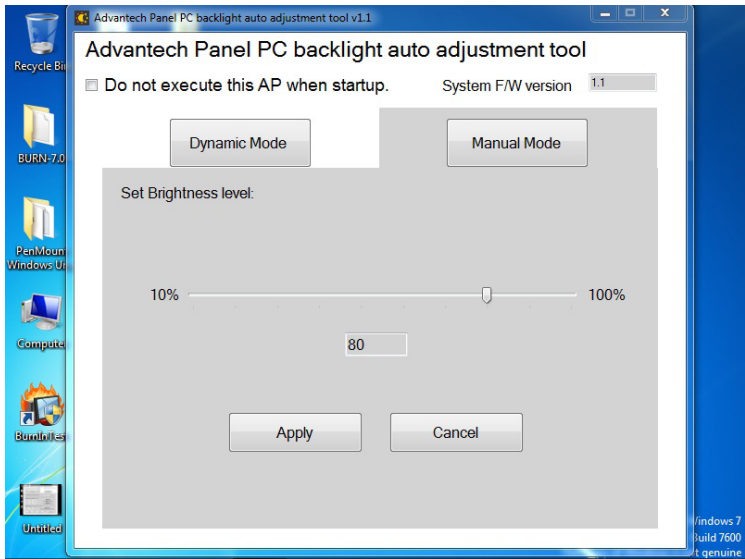 Advantech Panel PC backlight auto adjustment tool v1.1
Advantech Panel PC backlight auto adjustment tool
Do not execute this AP when startup.
System F/W version
1.1
Dynamic Mode
Manual Mode
Set Brightness level:
10%
100%
80
Apply
Cancel
Recycle Bi
BURN-7.0
PenMoun
Windows U
Compute
BurnInTes
Untitled
indows 7
Build 7600
t genuine